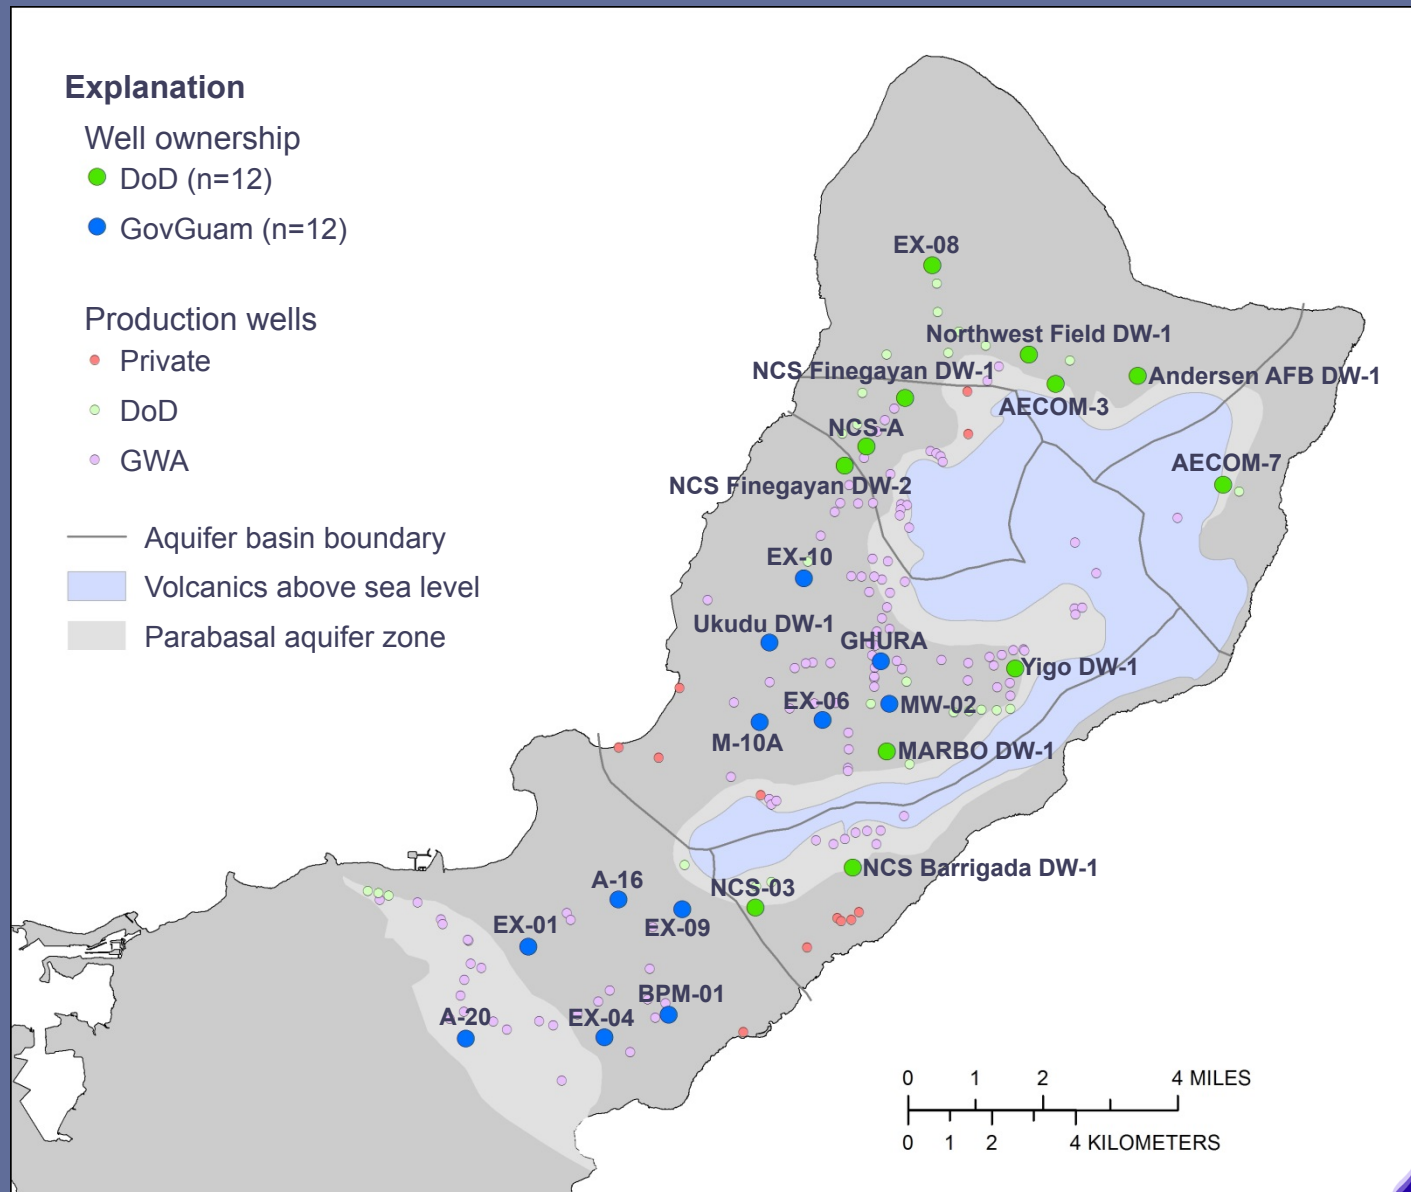 Explanation
Well ownership
DoD (n=12)
GovGuam (n=12)
Production wells
Private
DoD
GWA
Aquifer basin boundary
Volcanics above sea level
Parabasal aquifer zone
EX-08
Northwest Field DW-1
NCS Finegayan DW-1
Andersen AFB DW-1
AECOM-3
NCS-A
AECOM-7
NCS Finegayan DW-2
EX-10
Ukudu DW-1
GHURA
Yigo DW-1
EX-06
MW-02
M-10A
MARBO DW-1
NCS Barrigada DW-1
A-16
NCS-03
EX-01
EX-09
BPM-01
A-20
EX-04
0 1 2 4 MILES
0 1 2 4 KILOMETERS